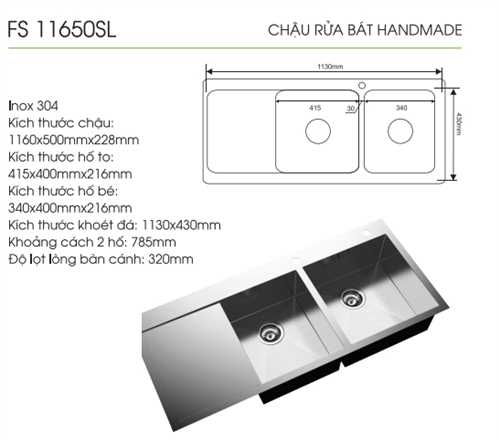 FS 11650SL
CHẬU RỬA BÁT HANDMADE
1130mm
415
30
340
430mm
Inox 304
Kích thước chậu:
1160x500mmx228mm
Kích thước hố to:
415x400mmx216mm
Kích thước hố bé:
340x400mmx216mm
Kích thước khoét đá: 1130x430mm
Khoảng cách 2 hố: 785mm
Độ lọt lòng bàn cánh: 320mm